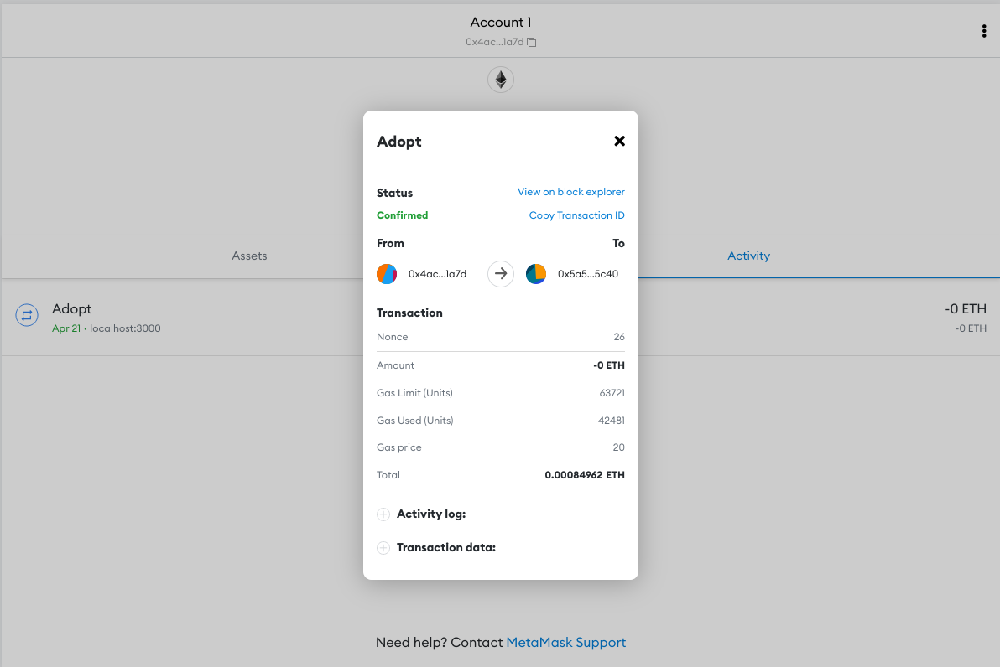 Account 1
0x4ac...1a7d
Adopt
Status
View on block explorer
Confirmed
Copy Transaction ID
From
To
Assets
Activity
0x4ac...1a7d
0x5a5...5c40
Adopt
-0 ETH
Apr 21 · localhost:3000
-0 ETH
Transaction
Nonce 26
Amount -0 ETH
Gas Limit (Units) 63721
Gas Used (Units) 42481
Gas price 20
Total 0.00084962 ETH
Activity log:
Transaction data:
Need help? Contact MetaMask Support